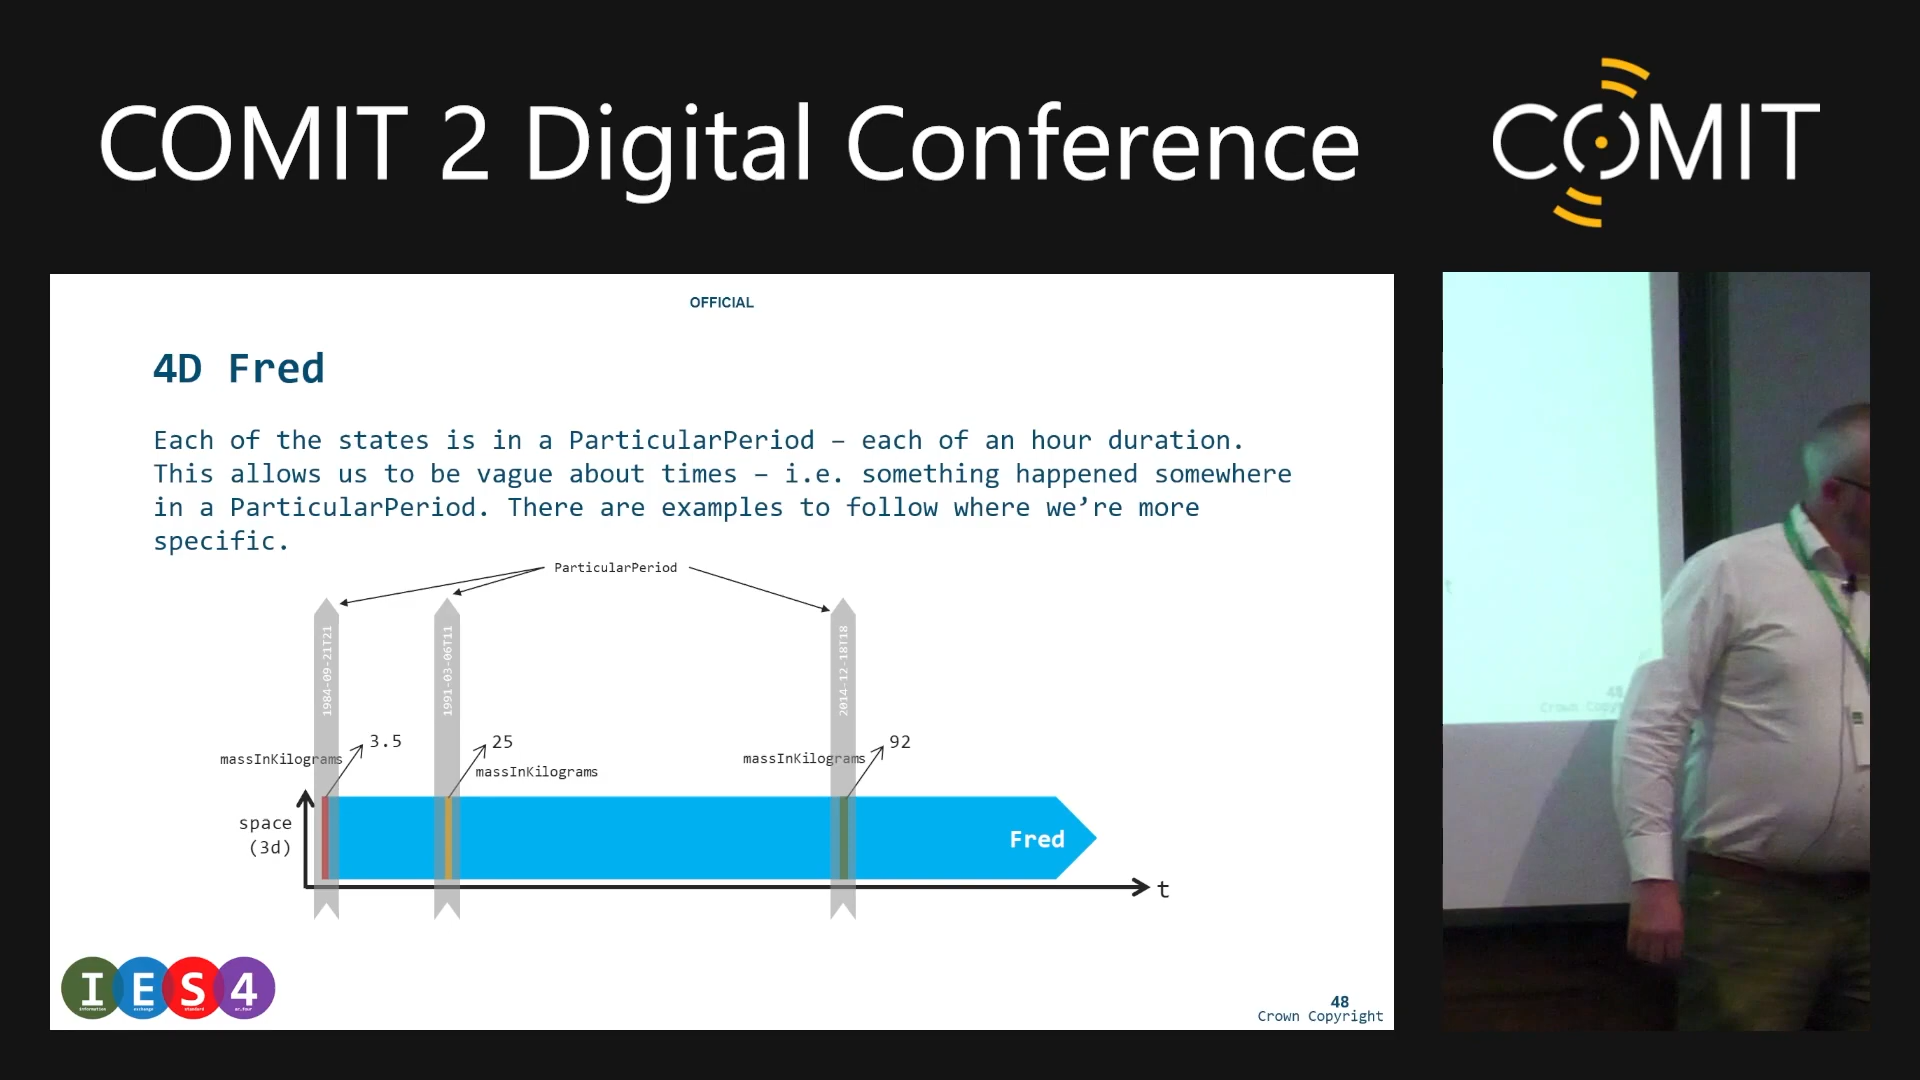 COMIT 2 Digital Conference
COMIT
OFFICIAL
4D Fred
Each of the states is in a ParticularPeriod – each of an hour duration.
This allows us to be vague about times – i.e. something happened somewhere
in a ParticularPeriod. There are examples to follow where we’re more
specific.
ParticularPeriod
1984-09-21T21
1991-03-06T11
2014-12-18T18
massInKilograms
3.5
25
massInKilograms
massInKilograms
92
space
(3d)
Fred
t
IES4
48
Crown Copyright
48